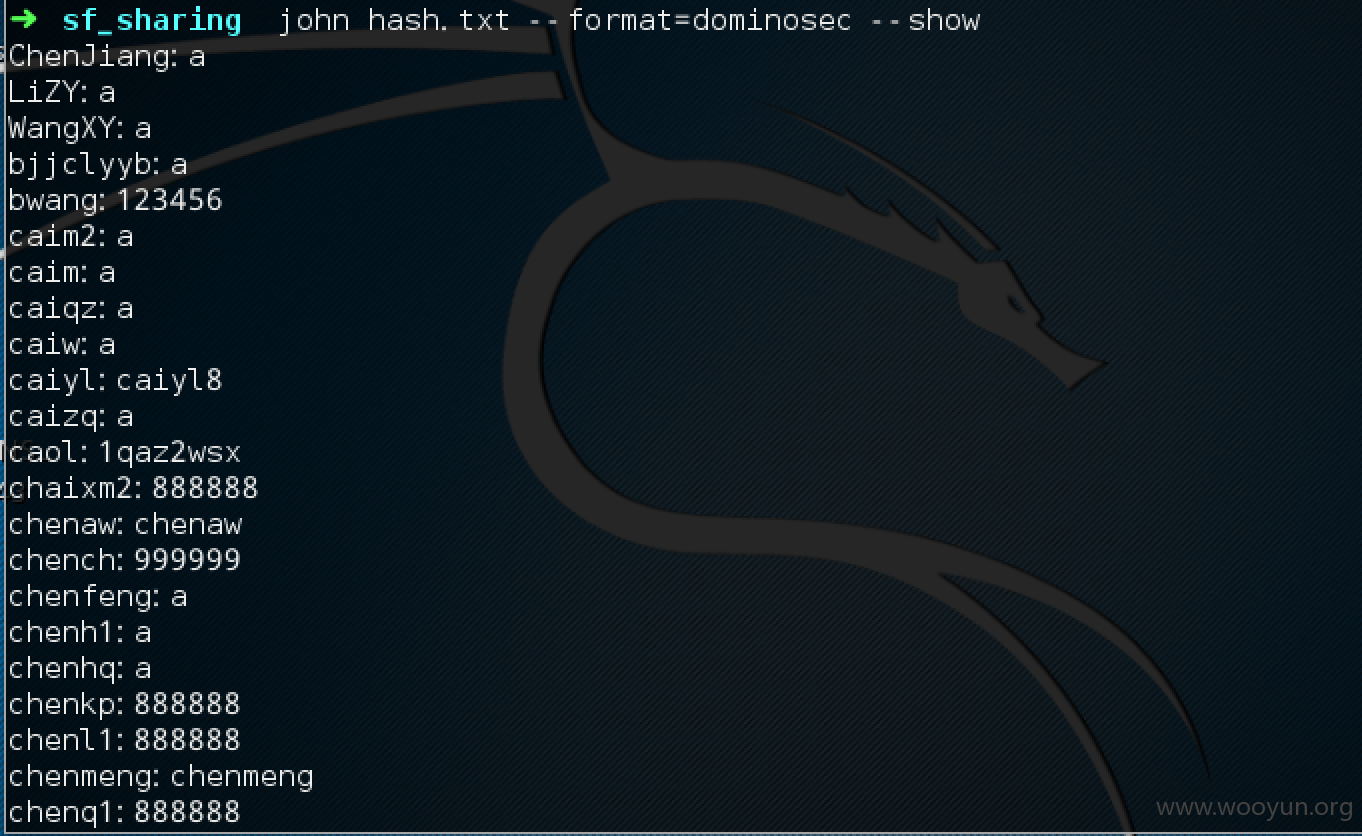 ➜ sf_sharing john hash.txt --format=dominosec --show
ChenJiang:a
LiZY:a
WangXY:a
bjjclyyb:a
bwang:123456
caim2:a
caim:a
caiqz:a
caiw:a
caiyl:caiyl8
caizq:a
caol:1qaz2wsx
chaixm2:888888
chenaw:chenaw
chench:999999
chenfeng:a
chenh1:a
chenhq:a
chenkp:888888
chenl1:888888
chenmeng:chenmeng
chenq1:888888
www.wooyun.org